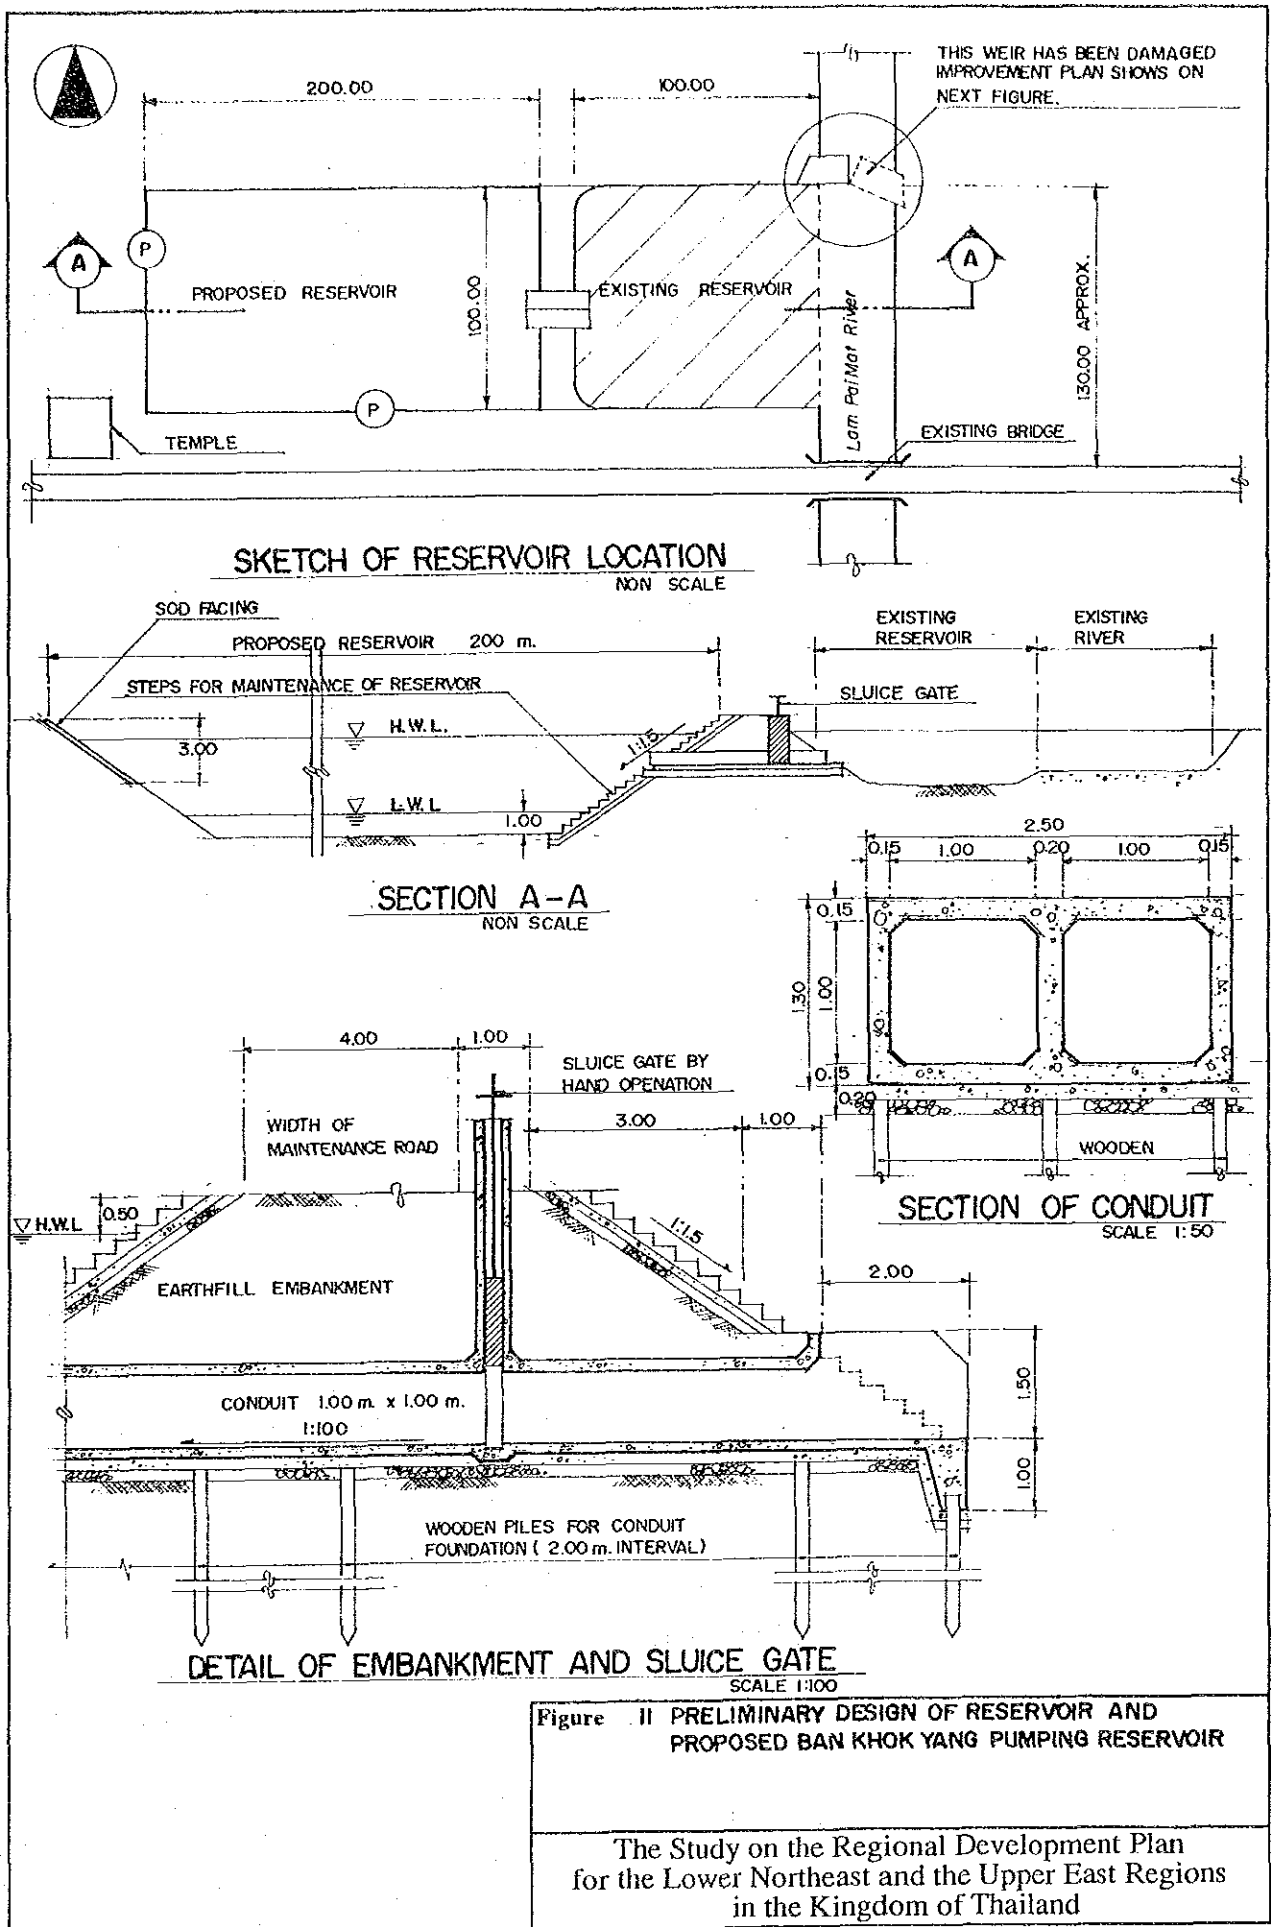 THIS WEIR HAS BEEN DAMAGED
IMPROVEMENT PLAN SHOWS ON
NEXT FIGURE.
200.00
100.00
A
P
PROPOSED RESERVOIR
100.00
EXISTING RESERVOIR
Lam Pai Mat River
A
130.00 APPROX.
P
TEMPLE
EXISTING BRIDGE
SKETCH OF RESERVOIR LOCATION
NON SCALE
SOD FACING
PROPOSED RESERVOIR 200 m.
EXISTING
RESERVOIR
EXISTING
RIVER
STEPS FOR MAINTENANCE OF RESERVOIR
SLUICE GATE
H.W.L.
3.00
1:1.5
L.W.L
1.00
SECTION A-A
NON SCALE
2.50
0.15
1.00
0.20
1.00
0.15
0.15
1.30
1.00
0.15
0.20
WOODEN
SECTION OF CONDUIT
SCALE 1:50
4.00
1.00
SLUICE GATE BY
HAND OPENATION
3.00
1.00
WIDTH OF
MAINTENANCE ROAD
H.W.L
0.50
1:1.5
2.00
EARTHFILL EMBANKMENT
CONDUIT 1.00 m. x 1.00 m.
1:100
1.50
1.00
WOODEN PILES FOR CONDUIT
FOUNDATION ( 2.00 m. INTERVAL)
DETAIL OF EMBANKMENT AND SLUICE GATE
SCALE 1:100
Figure II PRELIMINARY DESIGN OF RESERVOIR AND
PROPOSED BAN KHOK YANG PUMPING RESERVOIR
The Study on the Regional Development Plan
for the Lower Northeast and the Upper East Regions
in the Kingdom of Thailand